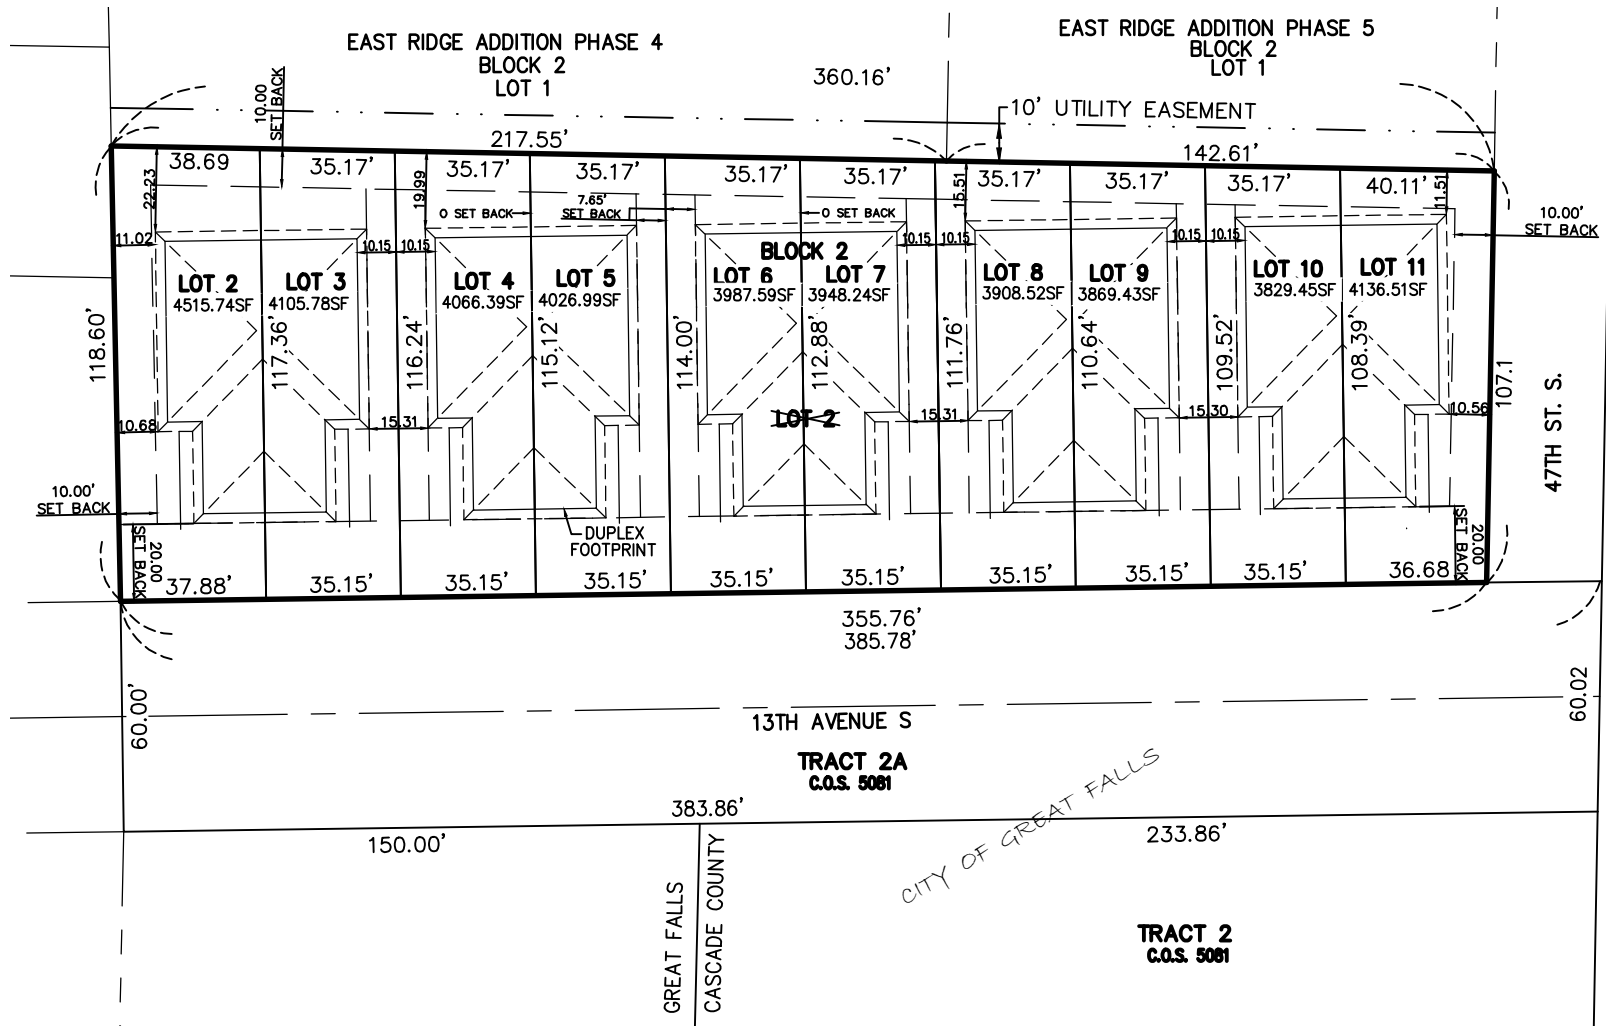 EAST RIDGE ADDITION PHASE 4
BLOCK 2
LOT 1
EAST RIDGE ADDITION PHASE 5
BLOCK 2
LOT 1
360.16'
10' UTILITY EASEMENT
10.00
SET BACK
217.55'
142.61'
38.69
35.17'
35.17'
35.17'
35.17'
35.17'
35.17'
35.17'
35.17'
40.11'
22.23
19.99
15.51
11.51
7.65'
SET BACK
0 SET BACK
0 SET BACK
10.00'
SET BACK
11.02
10.15
10.15
10.15
10.15
10.15
10.15
BLOCK 2
LOT 2
4515.74SF
LOT 3
4105.78SF
LOT 4
4066.39SF
LOT 5
4026.99SF
LOT 6
3987.59SF
LOT 7
3948.24SF
LOT 8
3908.52SF
LOT 9
3869.43SF
LOT 10
3829.45SF
LOT 11
4136.51SF
118.60'
117.36'
116.24'
115.12'
114.00'
112.88'
111.76'
110.64'
109.52'
108.39'
107.1
47TH ST. S.
LOT 2
10.68
15.31
15.31
15.30
10.56
10.00'
SET BACK
20.00
SET BACK
DUPLEX
FOOTPRINT
20.00
SET BACK
37.88'
35.15'
35.15'
35.15'
35.15'
35.15'
35.15'
35.15'
35.15'
36.68
355.76'
385.78'
60.00'
60.02
13TH AVENUE S
TRACT 2A
C.O.S. 5081
383.86'
150.00'
233.86'
CITY OF GREAT FALLS
GREAT FALLS
CASCADE COUNTY
TRACT 2
C.O.S. 5081